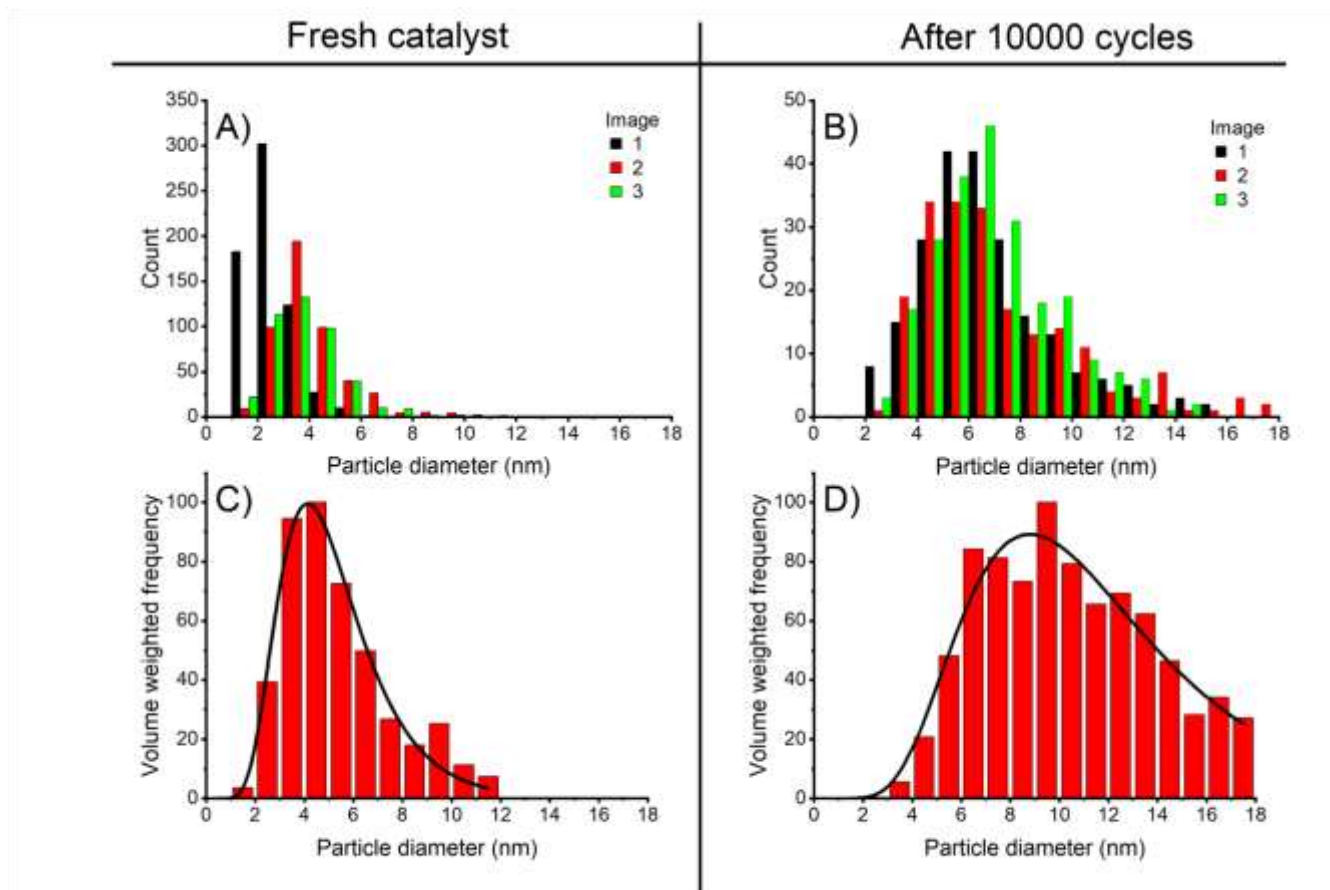 Fresh catalyst
After 10000 cycles
A)
Image
1
2
3
Count
350
300
250
200
150
100
50
0
0 2 4 6 8 10 12 14 16 18
Particle diameter (nm)
B)
Image
1
2
3
Count
50
40
30
20
10
0
0 2 4 6 8 10 12 14 16 18
Particle diameter (nm)
C)
Volume weighted frequency
100
80
60
40
20
0
0 2 4 6 8 10 12 14 16 18
Particle diameter (nm)
D)
Volume weighted frequency
100
80
60
40
20
0
0 2 4 6 8 10 12 14 16 18
Particle diameter (nm)